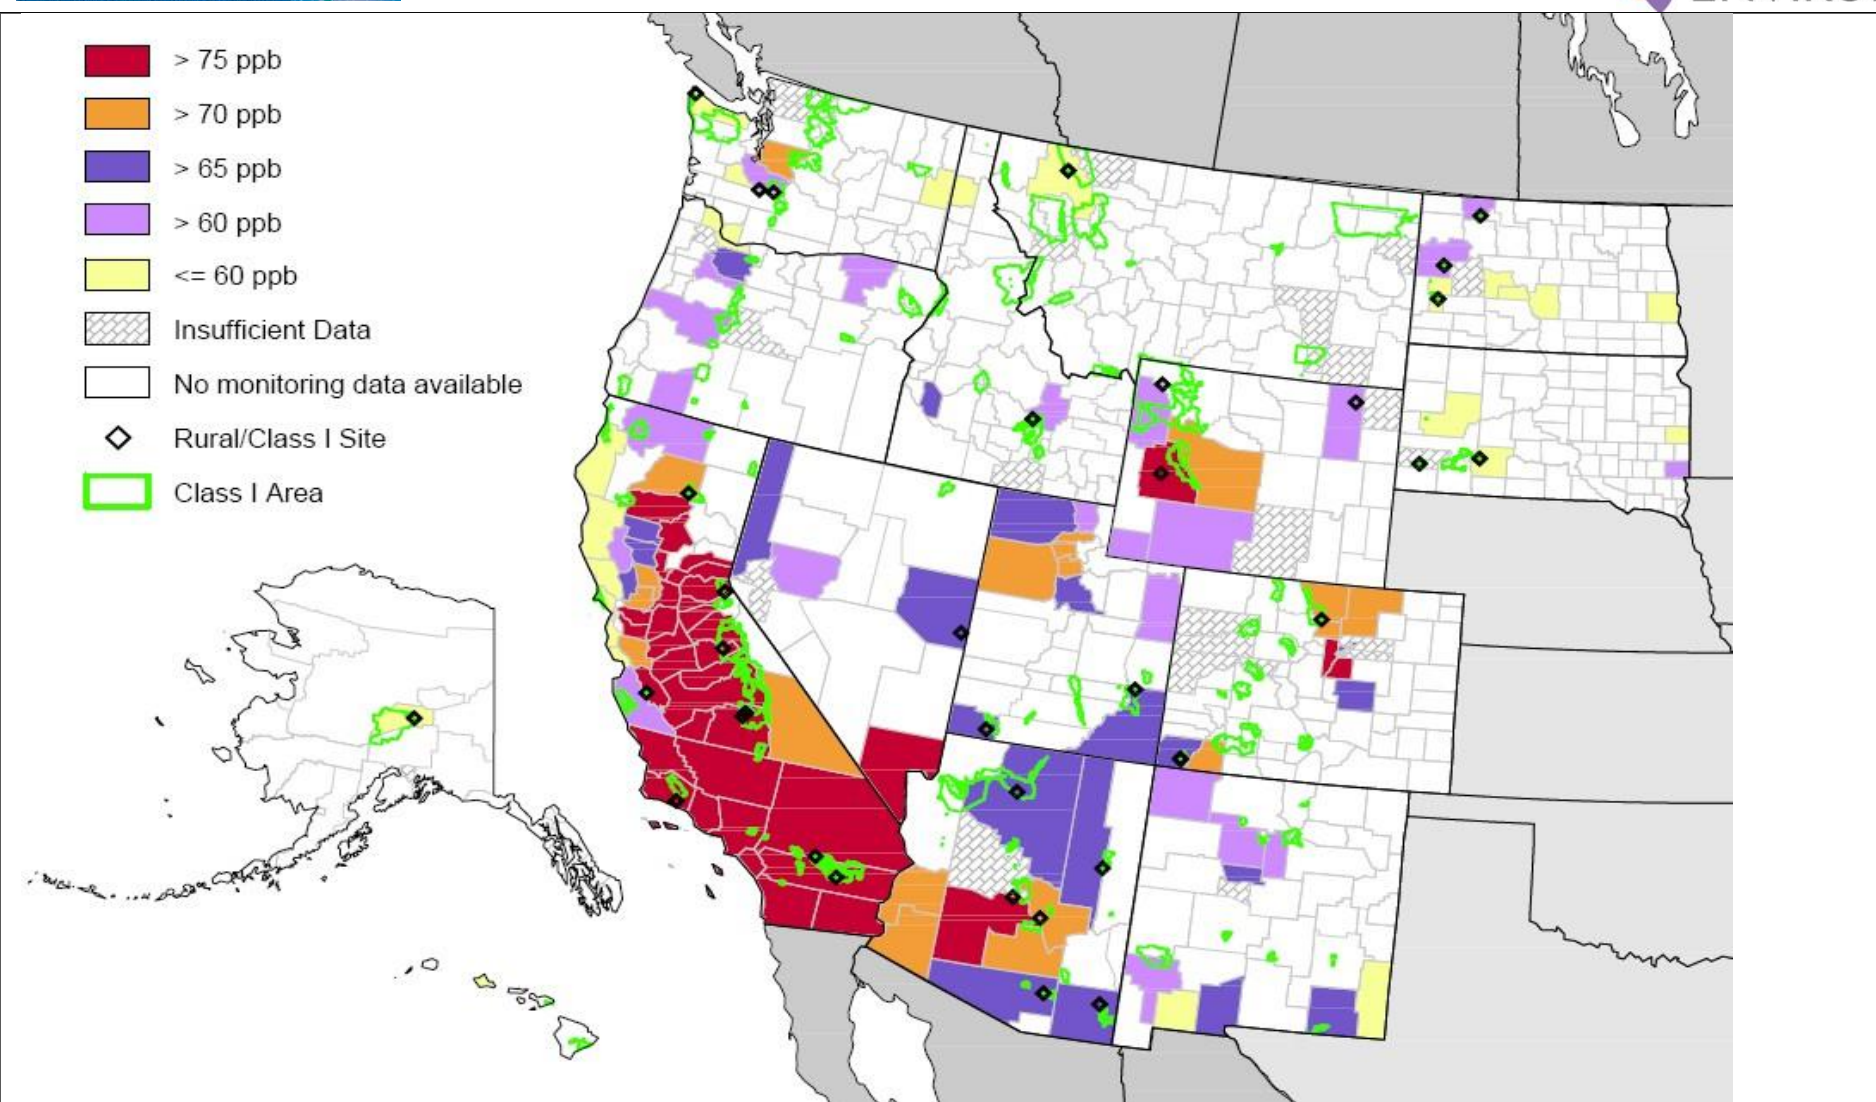 > 75 ppb
> 70 ppb
> 65 ppb
> 60 ppb
<= 60 ppb
Insufficient Data
No monitoring data available
Rural/Class I Site
Class I Area